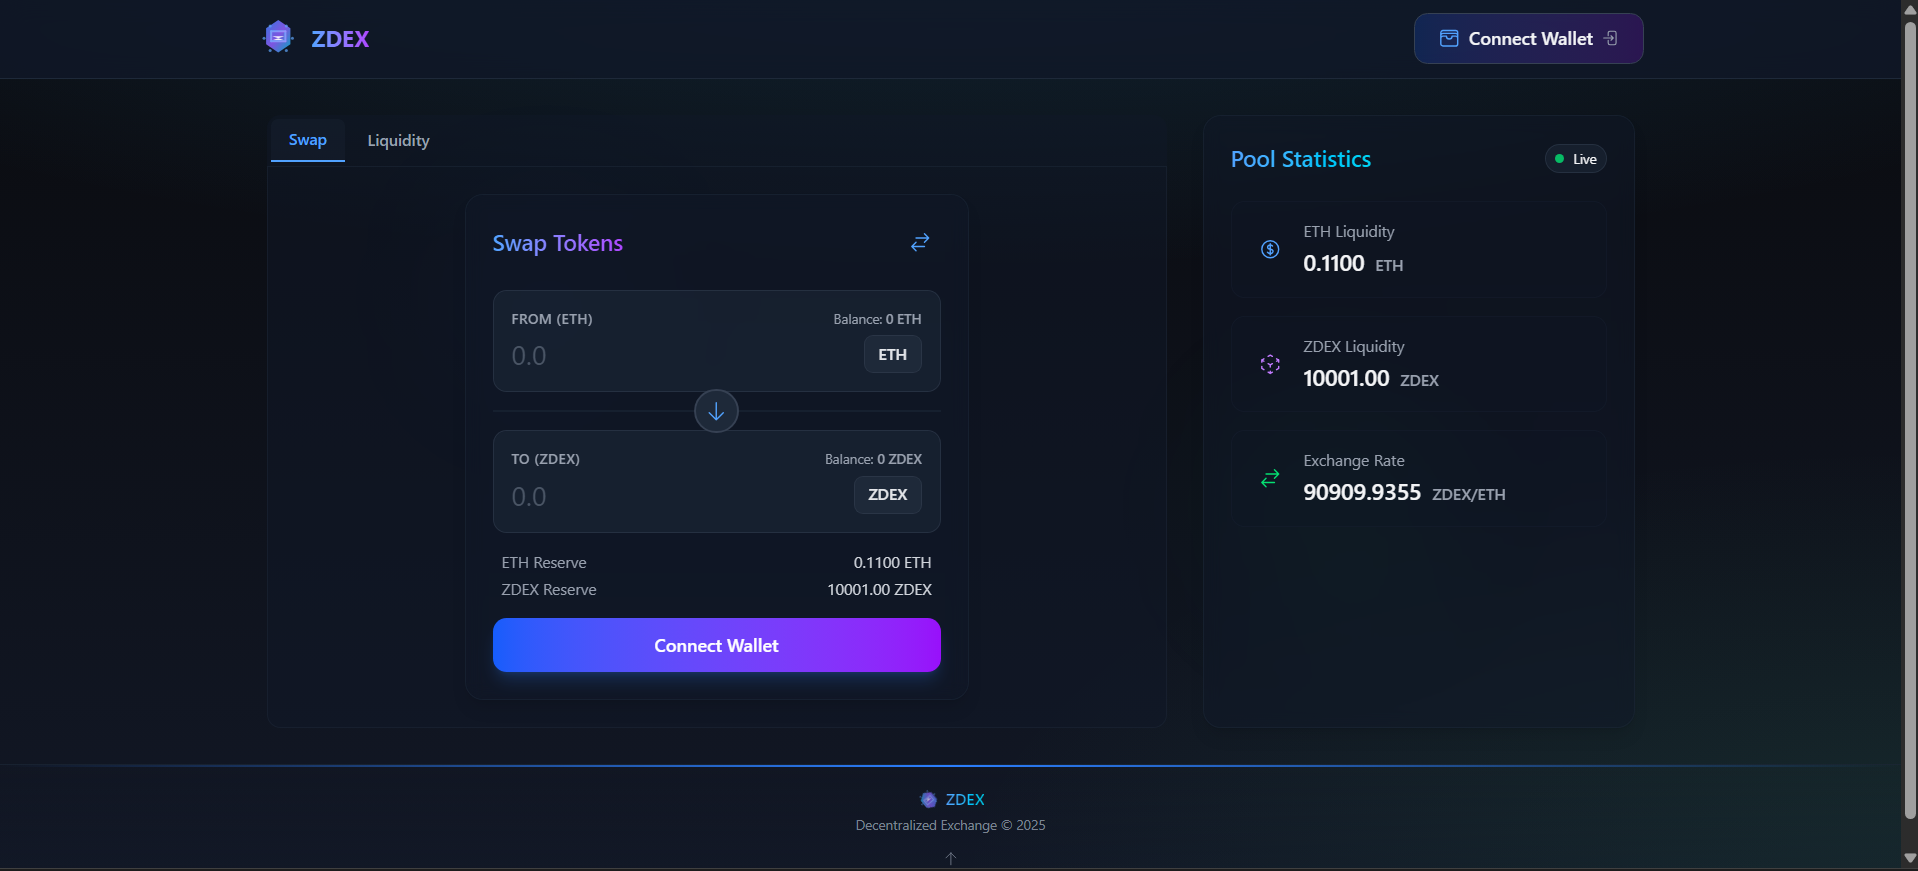 ZDEX
Connect Wallet
Swap
Liquidity
Swap Tokens
FROM (ETH)
Balance: 0 ETH
0.0
ETH
TO (ZDEX)
Balance: 0 ZDEX
0.0
ZDEX
ETH Reserve
0.1100 ETH
ZDEX Reserve
10001.00 ZDEX
Connect Wallet
Pool Statistics
Live
ETH Liquidity
0.1100 ETH
ZDEX Liquidity
10001.00 ZDEX
Exchange Rate
90909.9355 ZDEX/ETH
ZDEX
Decentralized Exchange © 2025